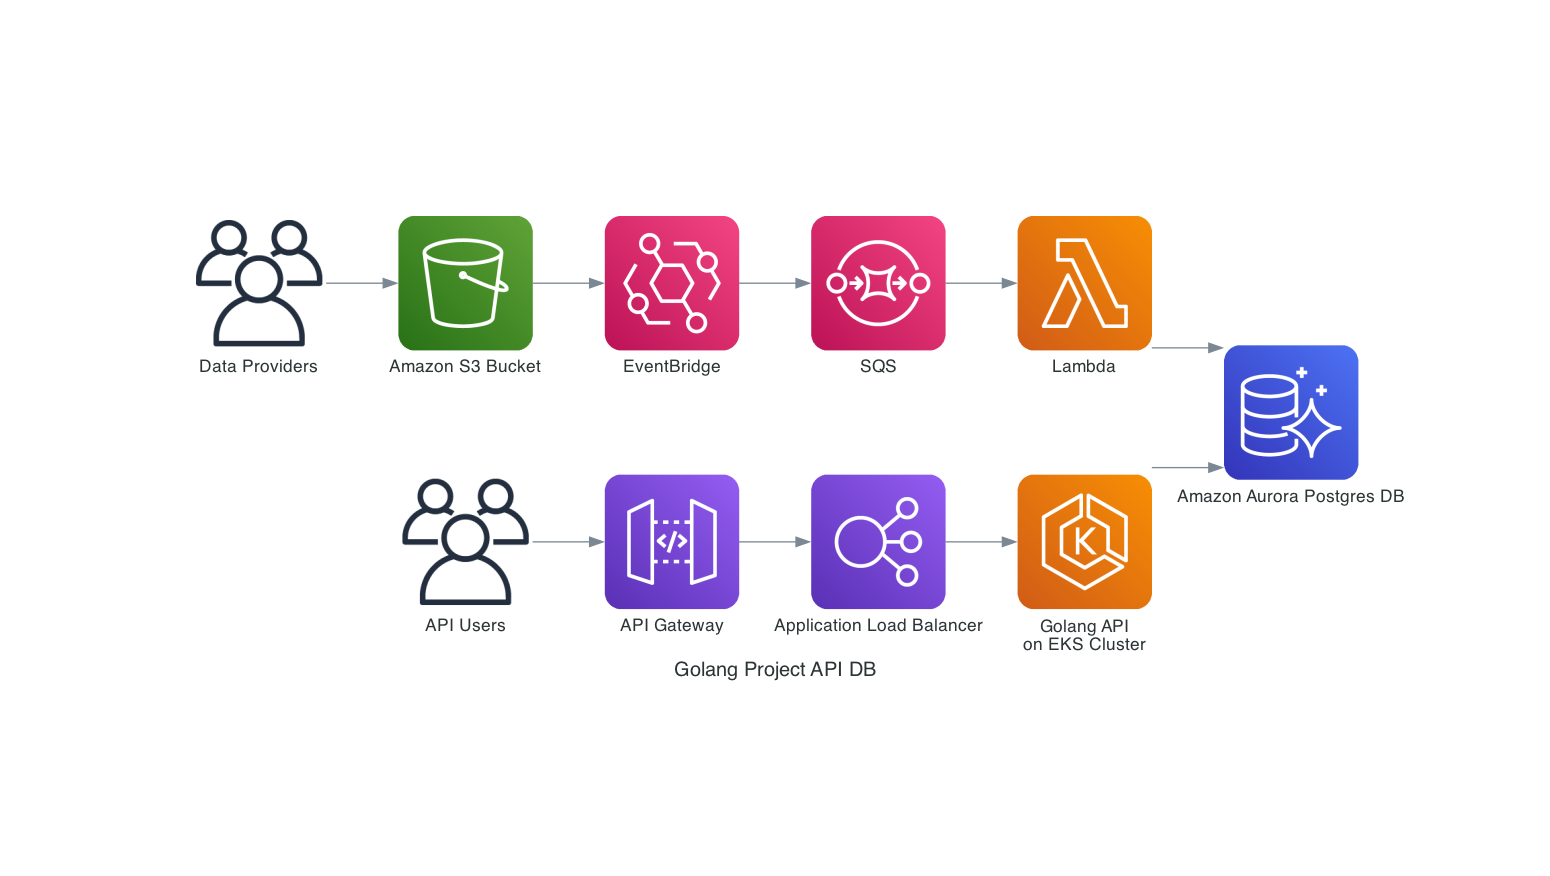 Data Providers
Amazon S3 Bucket
EventBridge
SQS
Lambda
Amazon Aurora Postgres DB
API Users
API Gateway
Application Load Balancer
Golang API
on EKS Cluster
Golang Project API DB